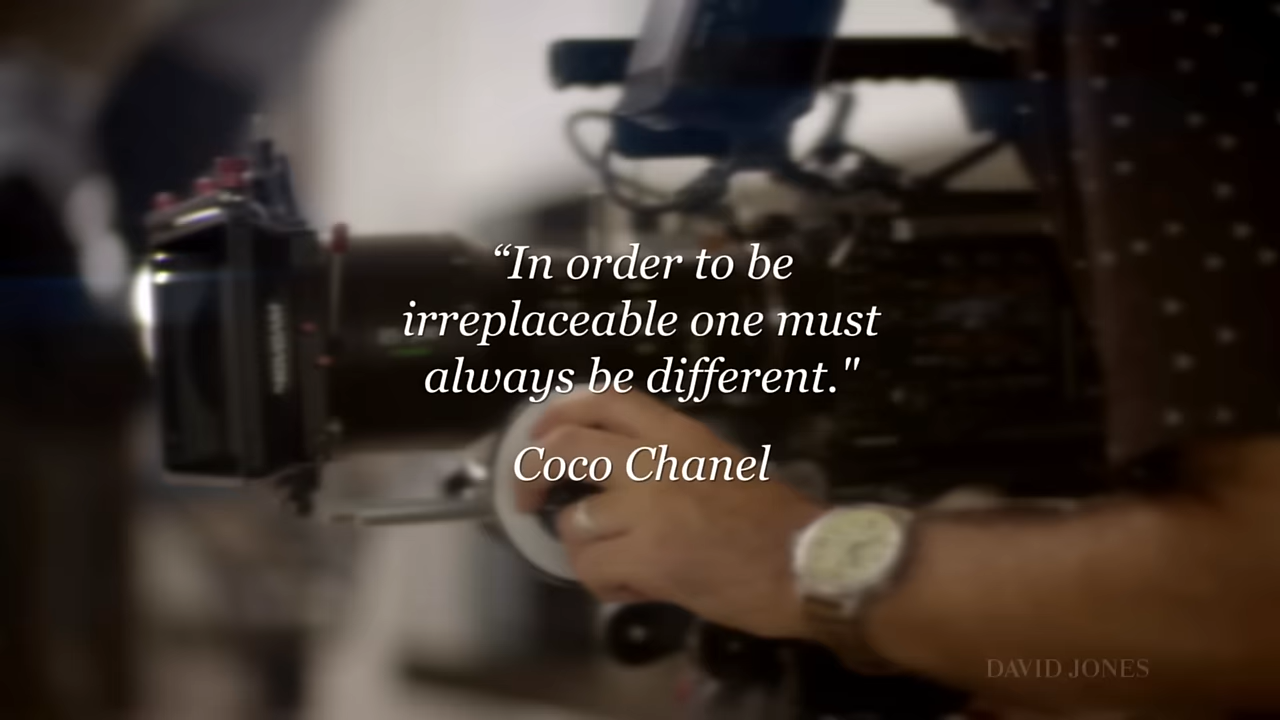 “In order to be
irreplaceable one must
always be different."
Coco Chanel
DAVID JONES